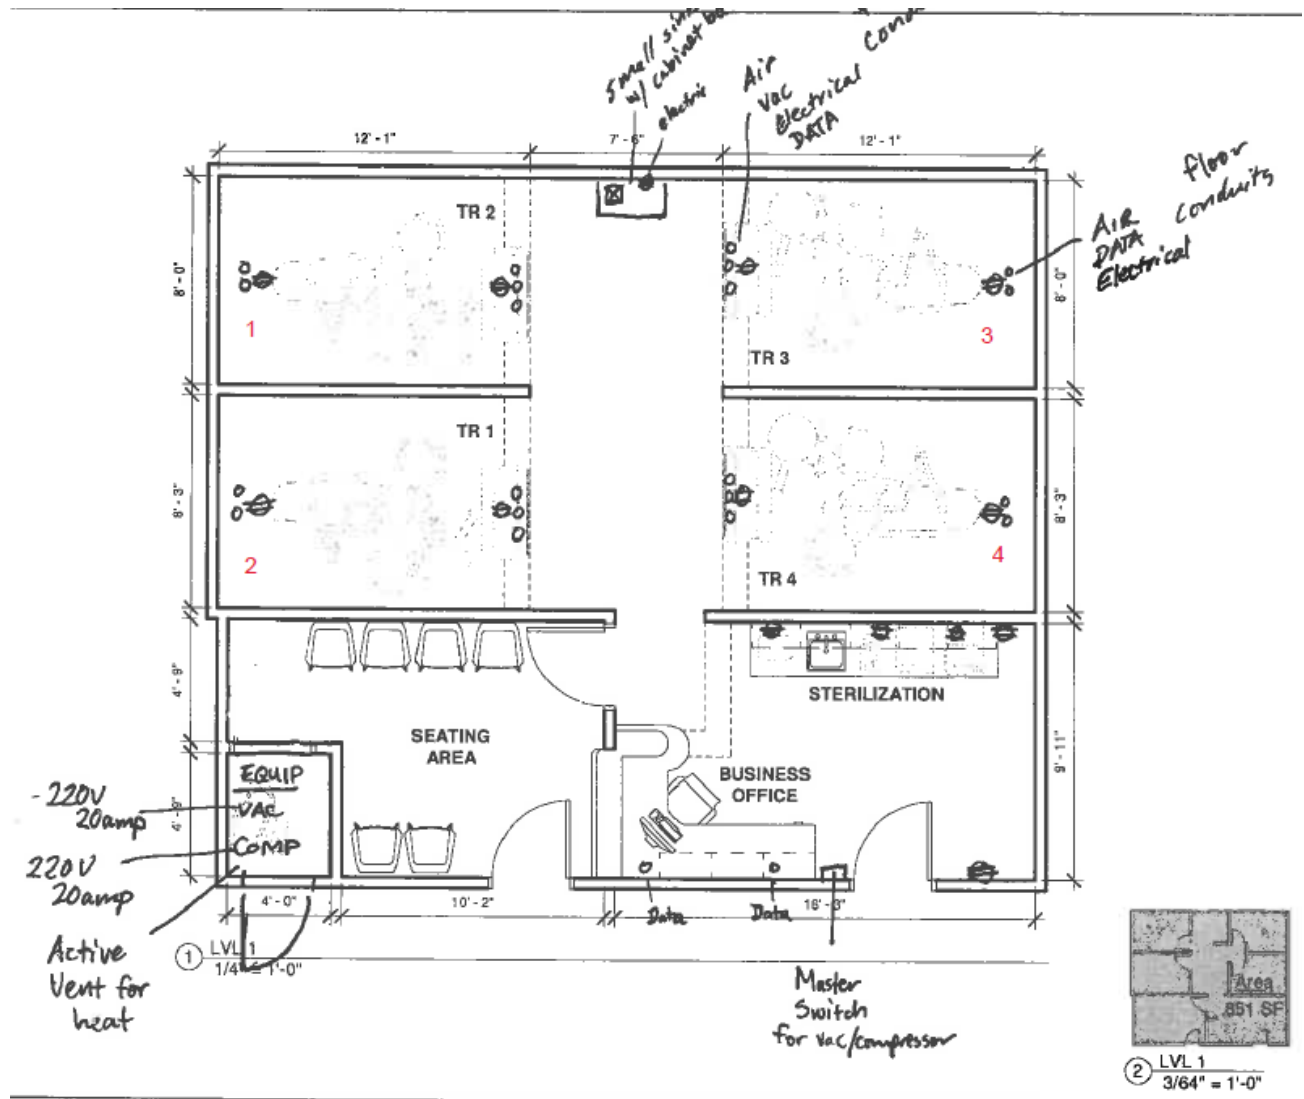 small sink
w/ cabinet
electric
Air
vac
Electrical
DATA
floor
conduits
AIR
DATA
Electrical
12' - 1"
7' - 6"
12' - 1"
TR 2
8' - 0"
8' - 0"
1
3
TR 3
TR 1
8' - 3"
8' - 3"
2
4
TR 4
4' - 9"
SEATING
AREA
STERILIZATION
9' - 11"
BUSINESS
OFFICE
EQUIP
VAC
COMP
-220V
20amp
4' - 9"
220V
20amp
4' - 0"
10' - 2"
Data
Data
16' - 3"
Active
Vent for
heat
1 LVL 1
1/4" = 1'-0"
Master
Switch
for vac/compressor
Area
851 SF
2 LVL 1
3/64" = 1'-0"